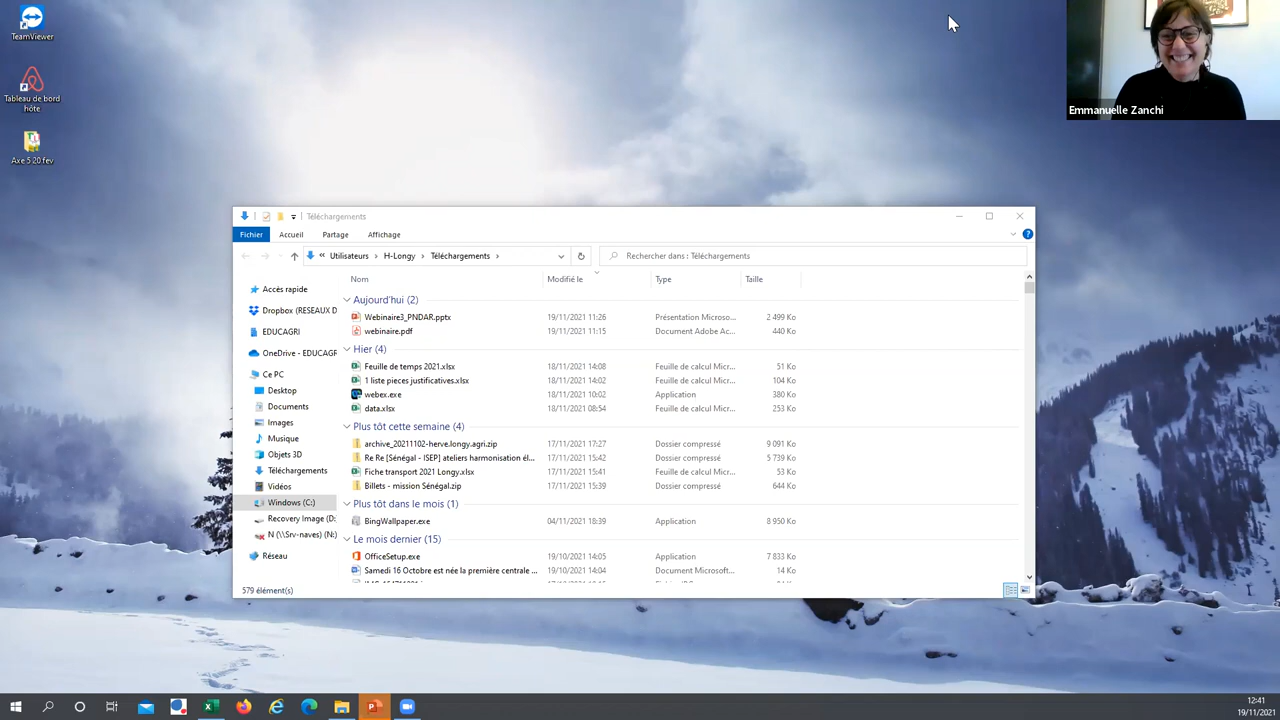 TeamViewer
Tableau de bord
hôte
Axe 5 20 fev
Emmanuelle Zanchi
Téléchargements
Fichier Accueil Partage Affichage
« Utilisateurs > H-Longy > Téléchargements >
Rechercher dans : Téléchargements
Accès rapide
Dropbox (RESEAUX D
EDUCAGRI
OneDrive - EDUCAGR
Ce PC
Desktop
Documents
Images
Musique
Objets 3D
Téléchargements
Vidéos
Windows (C:)
Recovery Image (D:
N (\\Srv-naves) (N:)
Réseau
Nom Modifié le Type Taille
Aujourd'hui (2)
Webinaire3_PNDAR.pptx 19/11/2021 11:26 Présentation Microso... 2 499 Ko
webinaire.pdf 19/11/2021 11:15 Document Adobe Ac... 440 Ko
Hier (4)
Feuille de temps 2021.xlsx 18/11/2021 14:08 Feuille de calcul Micr... 51 Ko
1 liste pieces justificatives.xlsx 18/11/2021 14:02 Feuille de calcul Micr... 104 Ko
webex.exe 18/11/2021 10:02 Application 380 Ko
data.xlsx 18/11/2021 08:54 Feuille de calcul Micr... 253 Ko
Plus tôt cette semaine (4)
archive_20211102-herve.longy.agri.zip 17/11/2021 17:27 Dossier compressé 9 091 Ko
Re Re [Sénégal - ISEP] ateliers harmonisation él... 17/11/2021 15:42 Dossier compressé 5 739 Ko
Fiche transport 2021 Longy.xlsx 17/11/2021 15:41 Feuille de calcul Micr... 53 Ko
Billets - mission Sénégal.zip 17/11/2021 15:39 Dossier compressé 644 Ko
Plus tôt dans le mois (1)
BingWallpaper.exe 04/11/2021 18:39 Application 8 950 Ko
Le mois dernier (15)
OfficeSetup.exe 19/10/2021 14:05 Application 7 833 Ko
Samedi 16 Octobre est née la première centrale ... 19/10/2021 14:04 Document Microsof... 14 Ko
579 élément(s)
12:41
19/11/2021